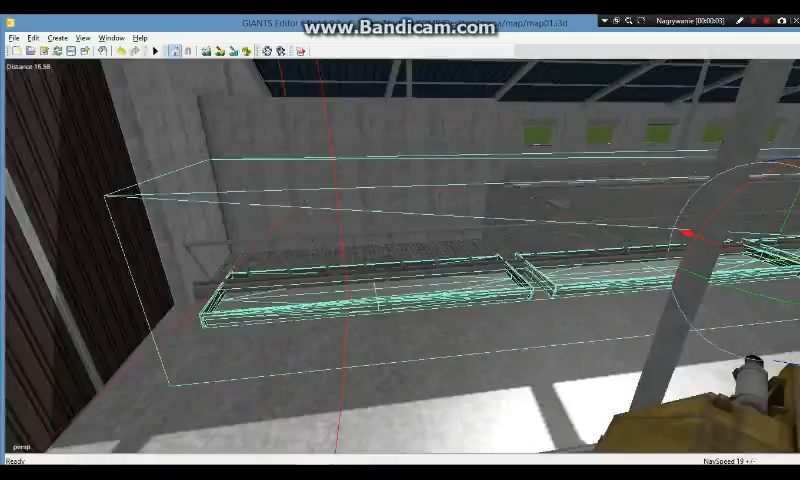 www.Bandicam.com
GIANTS Editor
/map/map01.i3d
Nagrywanie [00:00:03]
File Edit Create View Window Help
Distance 16.58
persp
Ready
NavSpeed 19 +/-